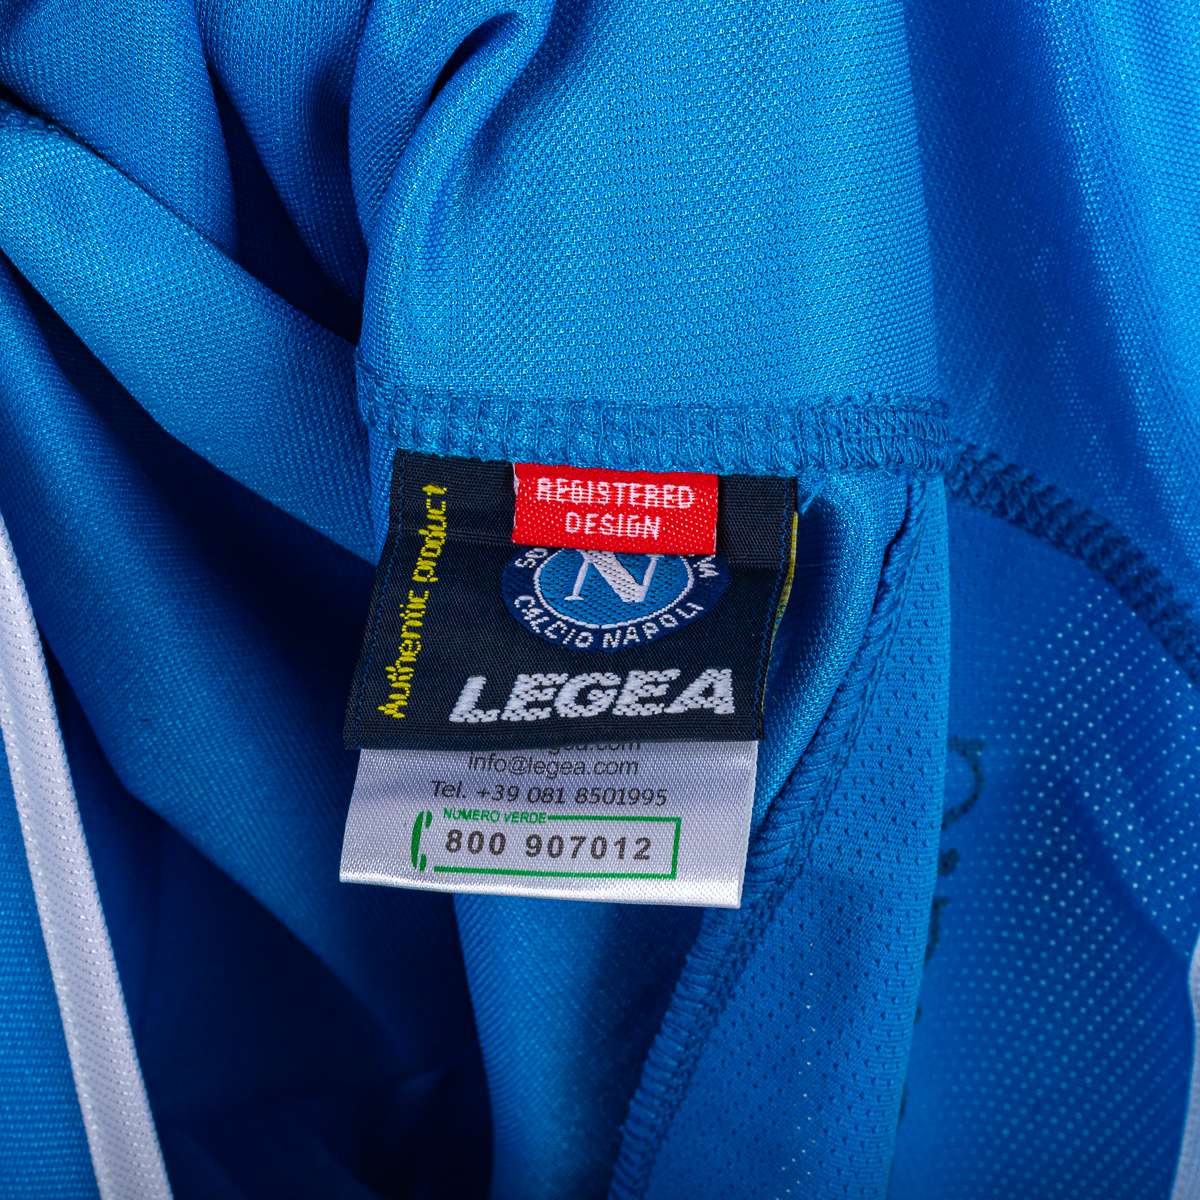 REGISTERED
DESIGN
Authentic product
N
CALCIO NAPOLI
LEGEA
info@legea.com
Tel. +39 081 8501995
NUMERO VERDE
800 907012